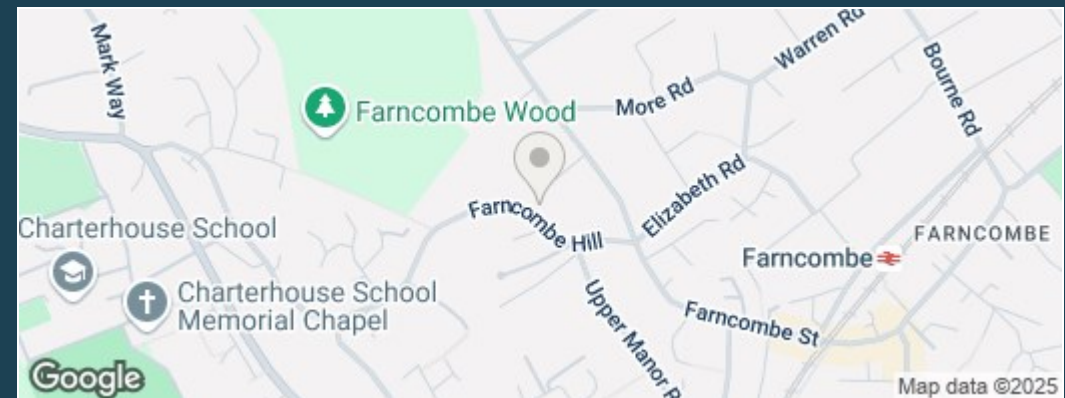 Mark Way
Warren Rd
More Rd
Bourne Rd
Farncombe Wood
Elizabeth Rd
Farncombe Hill
Charterhouse School
FARNCOMBE
Farncombe
Charterhouse School
Memorial Chapel
Upper Manor
Farncombe St
Google
Map data ©2025